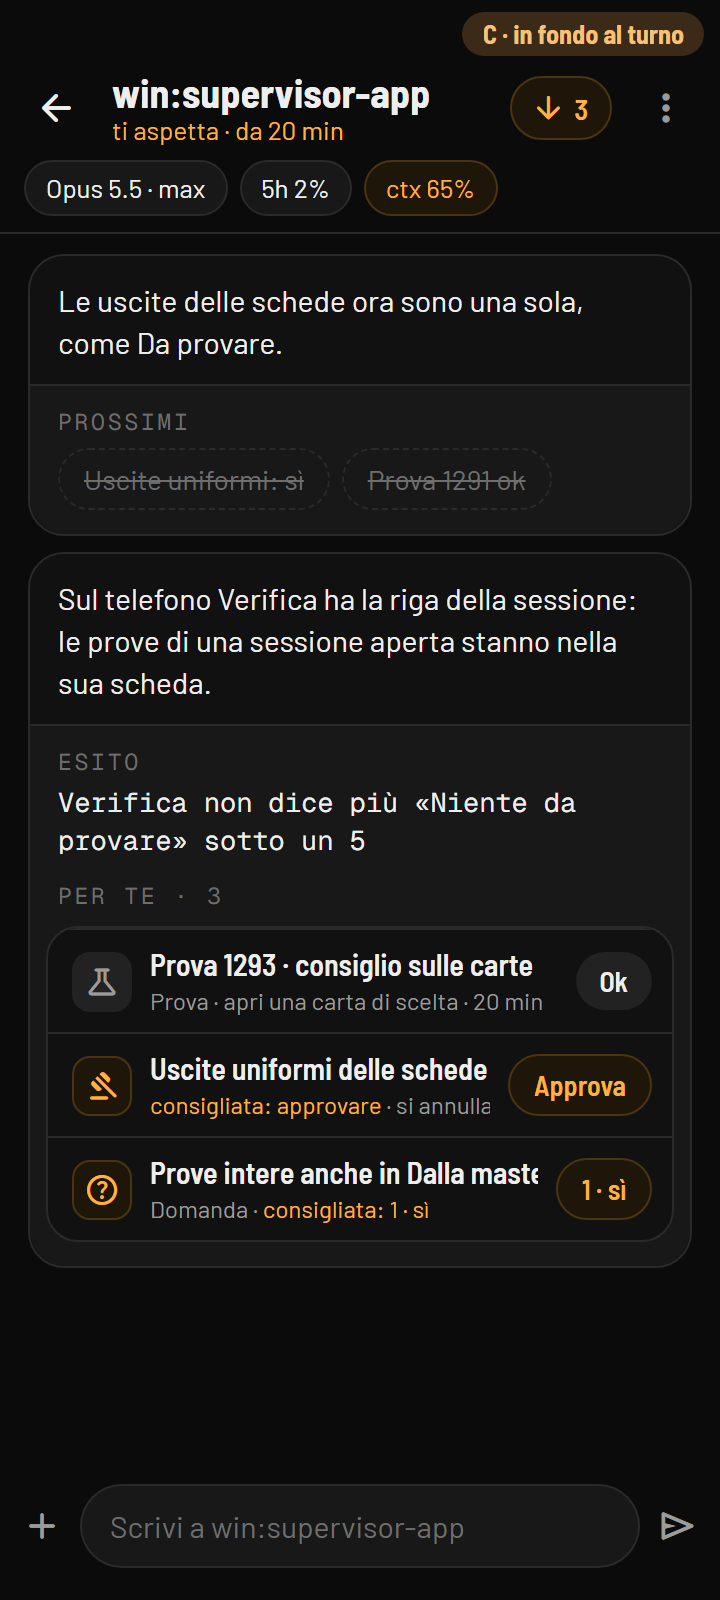 C · in fondo al turno
win:supervisor-app
ti aspetta · da 20 min
3
Opus 5.5 · max
5h 2%
ctx 65%
Le uscite delle schede ora sono una sola,
come Da provare.
PROSSIMI
Uscite uniformi: sì
Prova 1291 ok
Sul telefono Verifica ha la riga della sessione:
le prove di una sessione aperta stanno nella
sua scheda.
ESITO
Verifica non dice più «Niente da
provare» sotto un 5
PER TE · 3
Prova 1293 · consiglio sulle carte
Prova · apri una carta di scelta · 20 min
Ok
Uscite uniformi delle schede
consigliata: approvare · si annulla
Approva
Prove intere anche in Dalla maste
Domanda · consigliata: 1 · sì
1 · sì
Scrivi a win:supervisor-app